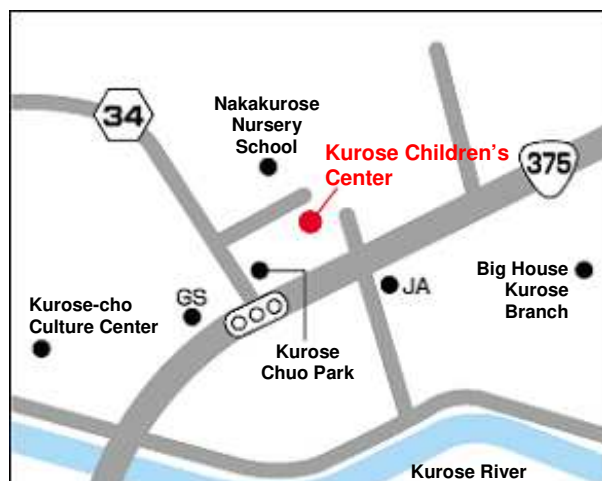 34
Nakakurose
Nursery
School
Kurose Children's
Center
375
Big House
Kurose
Branch
JA
GS
Kurose-cho
Culture Center
Kurose
Chuo Park
Kurose River